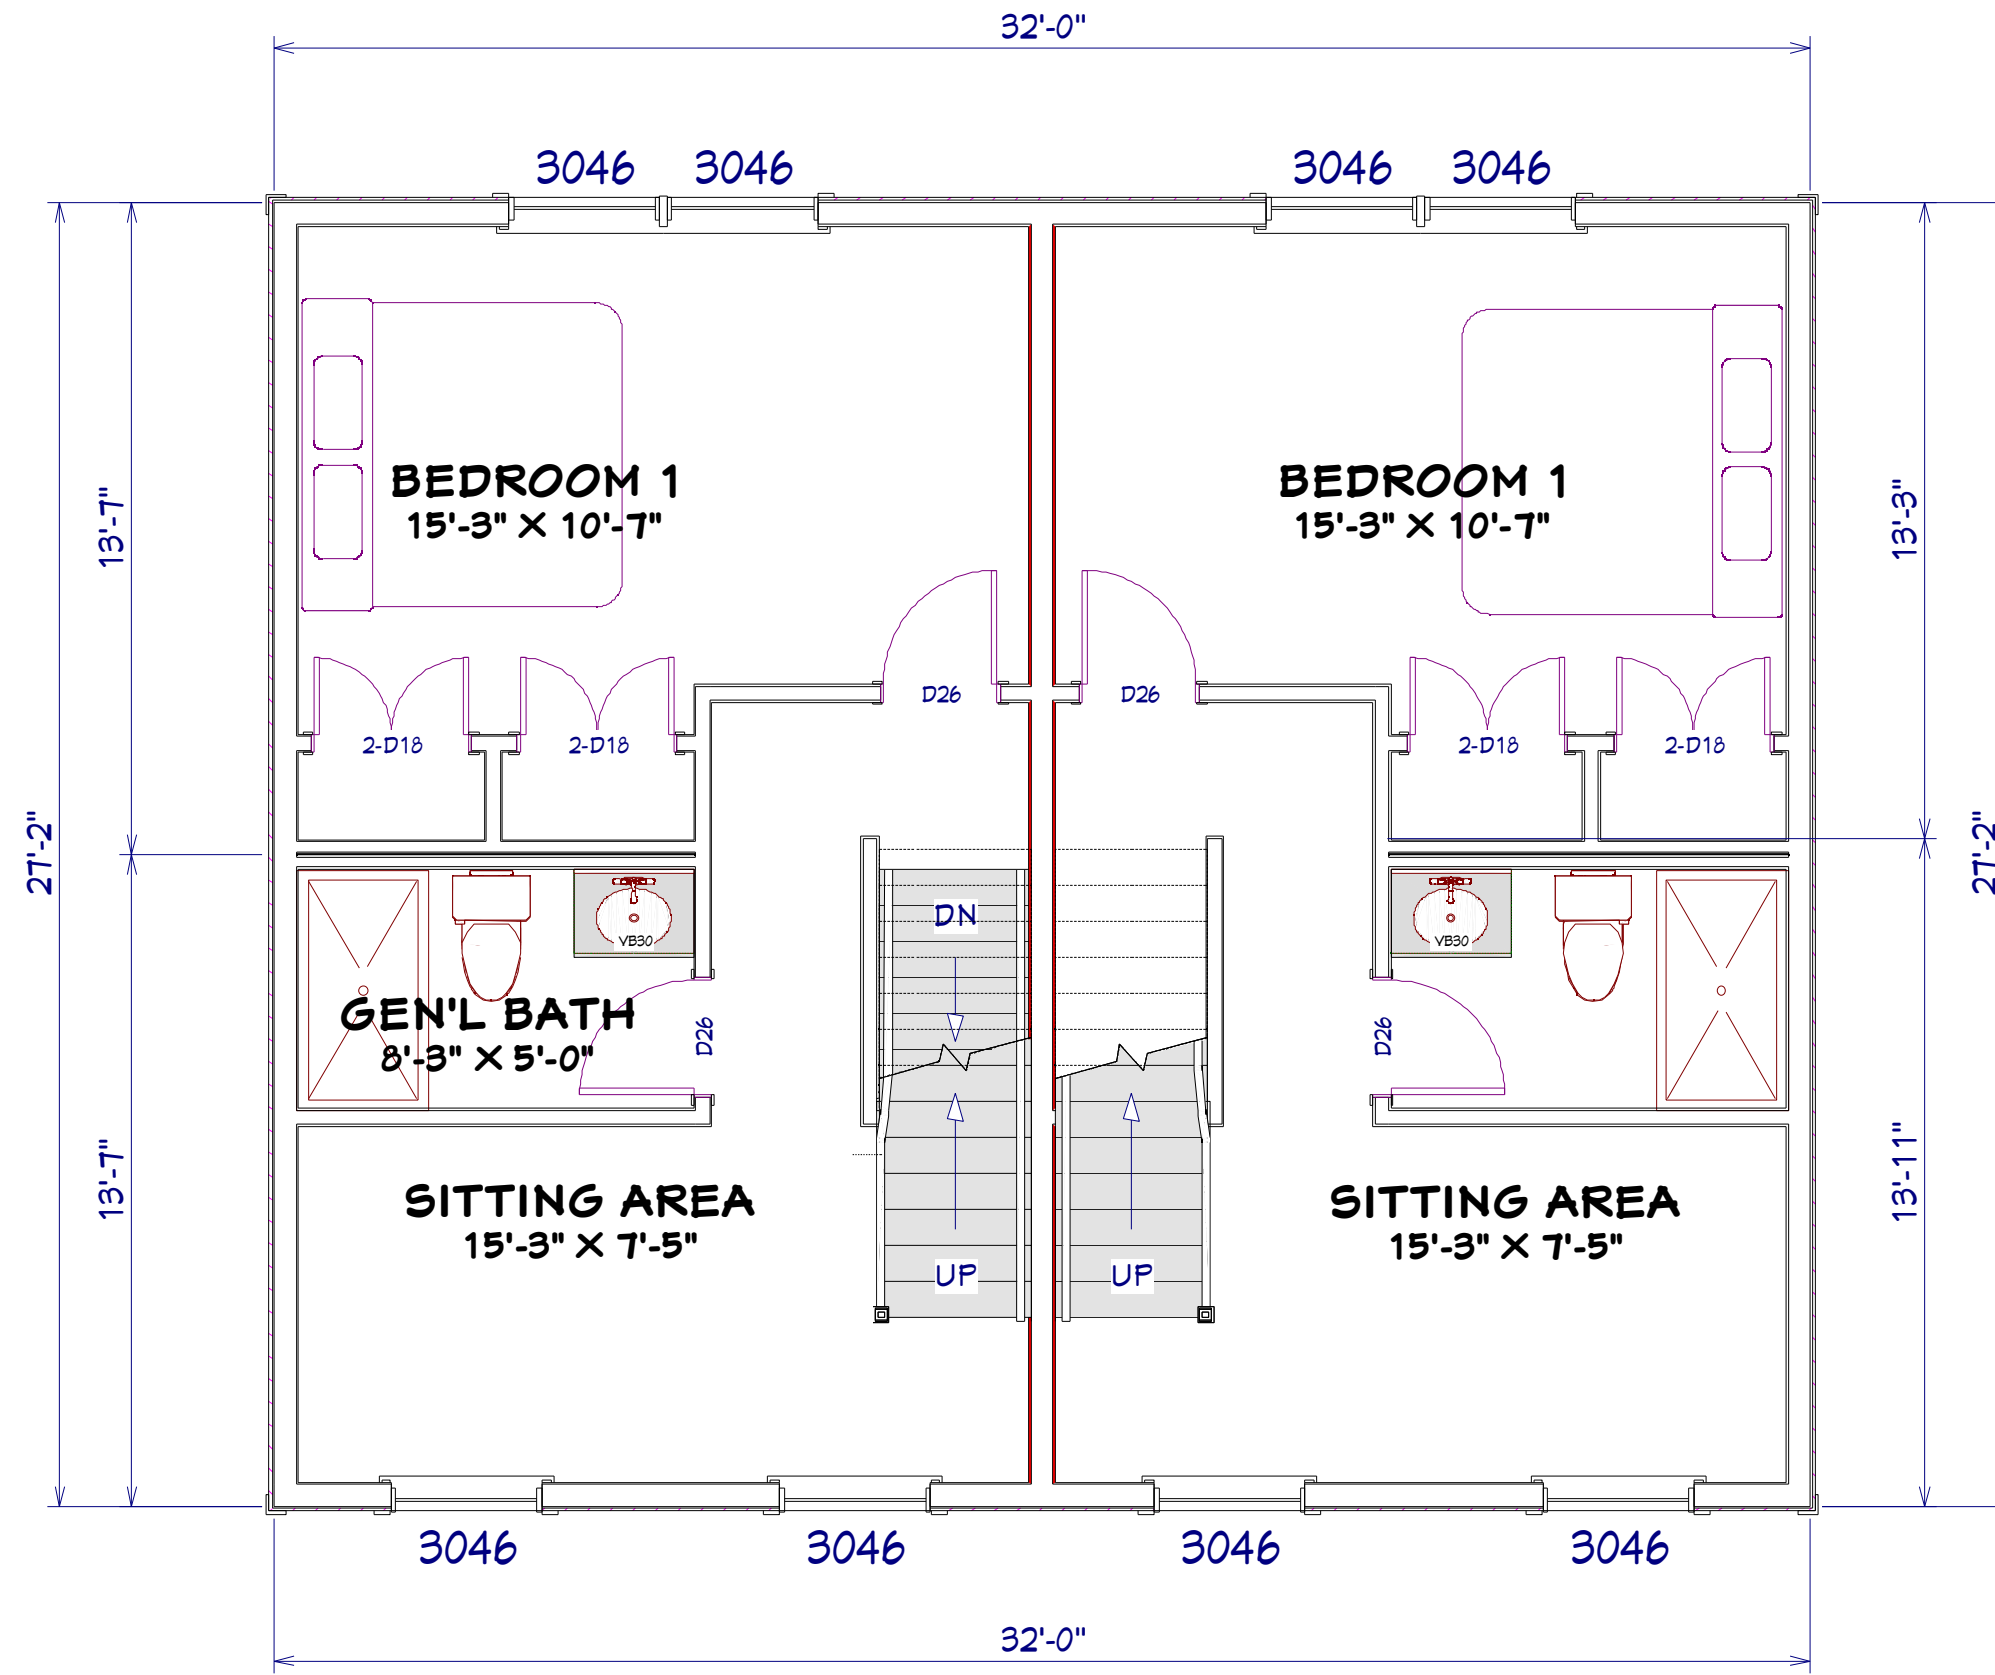 32'-0"
3046 3046 3046 3046
BEDROOM 1
15'-3" X 10'-7"
BEDROOM 1
15'-3" X 10'-7"
13'-7"
13'-3"
D26 D26
2-D18 2-D18 2-D18 2-D18
27'-2"
27'-2"
DN
VB30
VB30
GEN'L BATH
8'-3" X 5'-0"
D26
D26
13'-7"
13'-11"
SITTING AREA
15'-3" X 7'-5"
SITTING AREA
15'-3" X 7'-5"
UP UP
3046 3046 3046 3046
32'-0"